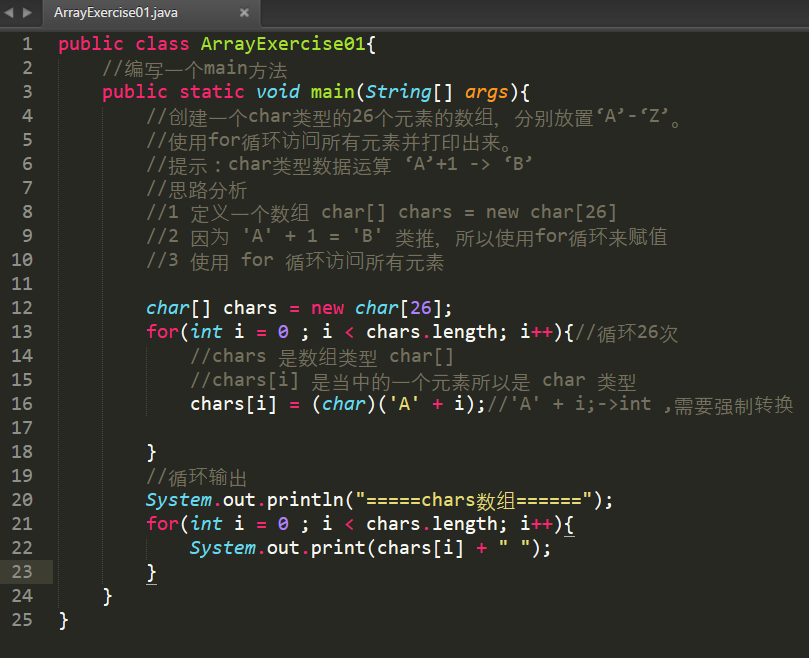 ArrayExercise01.java
1 public class ArrayExercise01{
2 //编写一个main方法
3 public static void main(String[] args){
4 //创建一个char类型的26个元素的数组，分别放置‘A’-‘Z’。
5 //使用for循环访问所有元素并打印出来。
6 //提示：char类型数据运算 ‘A’+1 -> ‘B’
7 //思路分析
8 //1 定义一个数组 char[] chars = new char[26]
9 //2 因为 'A' + 1 = 'B' 类推，所以使用for循环来赋值
10 //3 使用 for 循环访问所有元素
11
12 char[] chars = new char[26];
13 for(int i = 0 ; i < chars.length; i++){//循环26次
14 //chars 是数组类型 char[]
15 //chars[i] 是当中的一个元素所以是 char 类型
16 chars[i] = (char)('A' + i);//'A' + i;->int ,需要强制转换
17
18 }
19 //循环输出
20 System.out.println("=====chars数组======");
21 for(int i = 0 ; i < chars.length; i++){
22 System.out.print(chars[i] + " ");
23 }
24 }
25 }